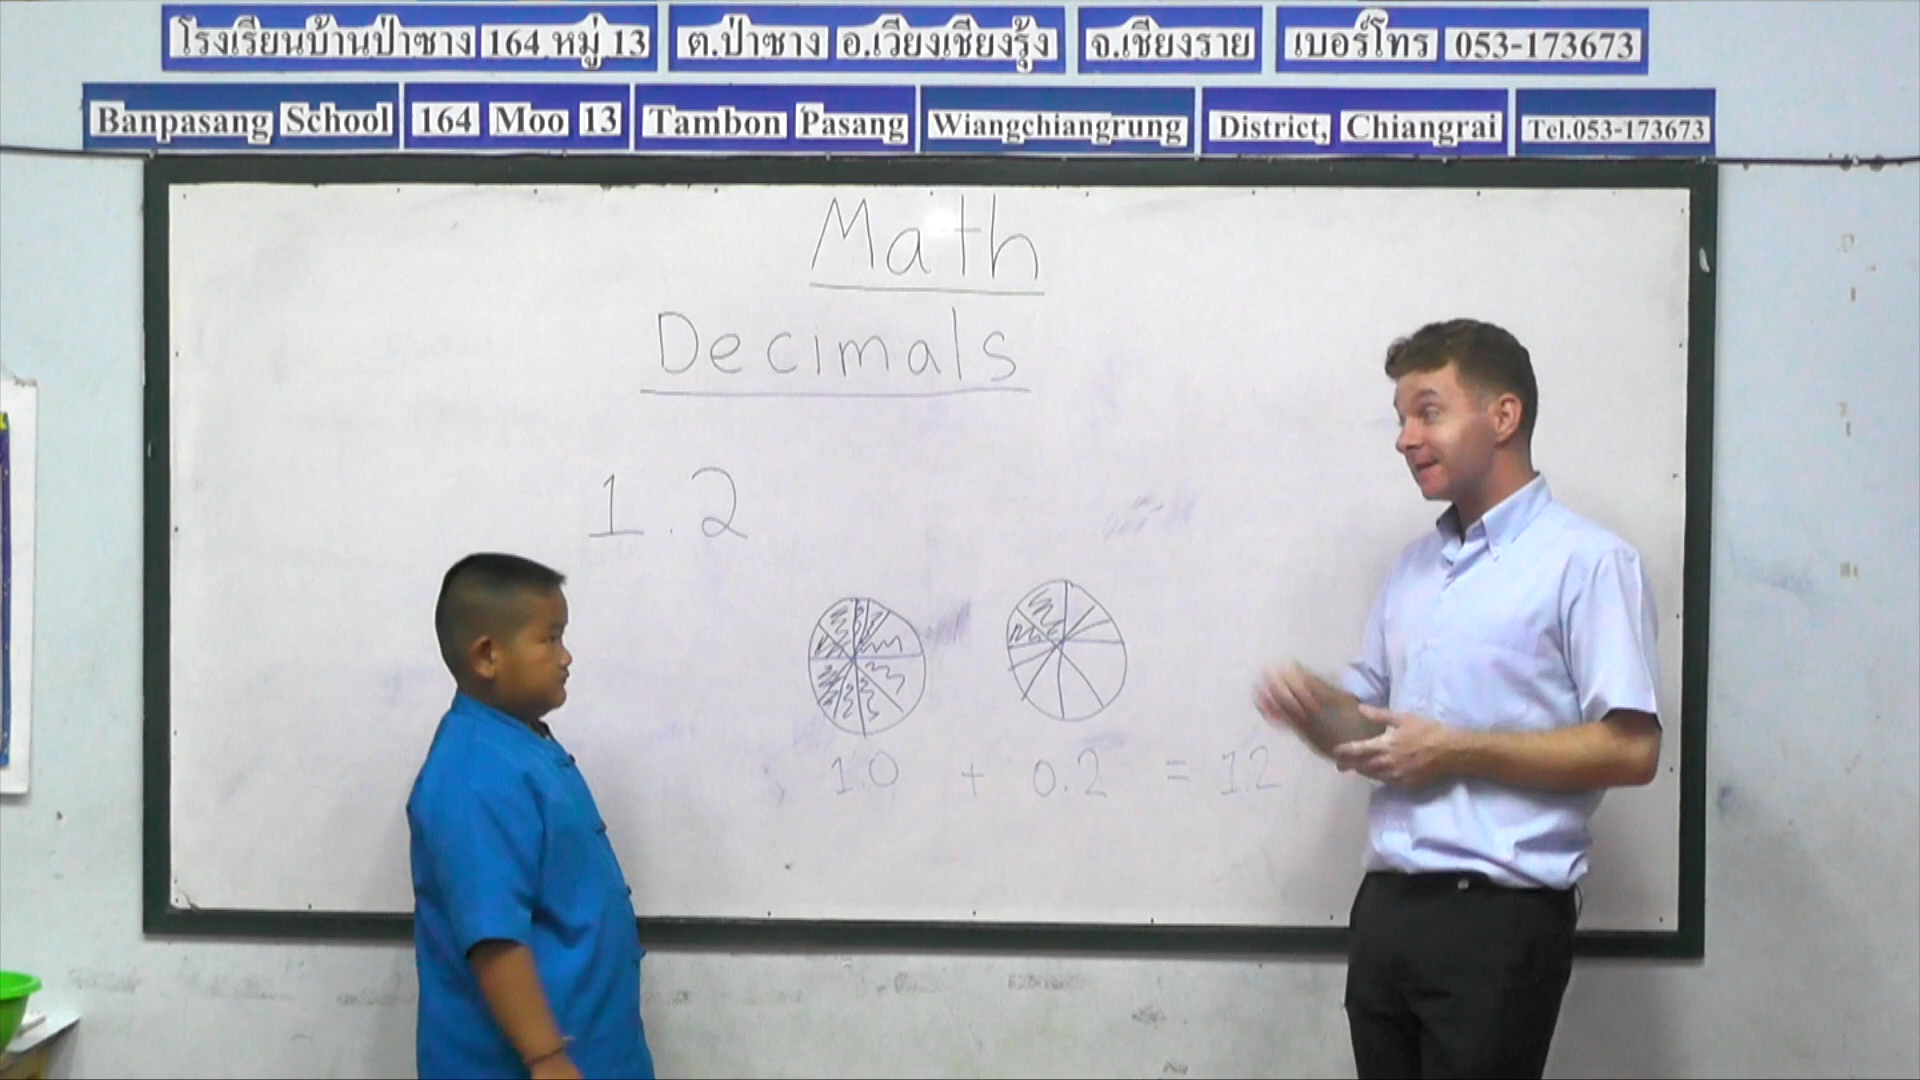 โรงเรียนบ้านป่าซาง 164 หมู่ 13 ต.ป่าซาง อ.เวียงเชียงรุ้ง จ.เชียงราย เบอร์โทร 053-173673
Banpasang School 164 Moo 13 Tambon Pasang Wiangchiangrung District, Chiangrai Tel.053-173673
Math
Decimals
1.2
1.0 + 0.2 = 1.2